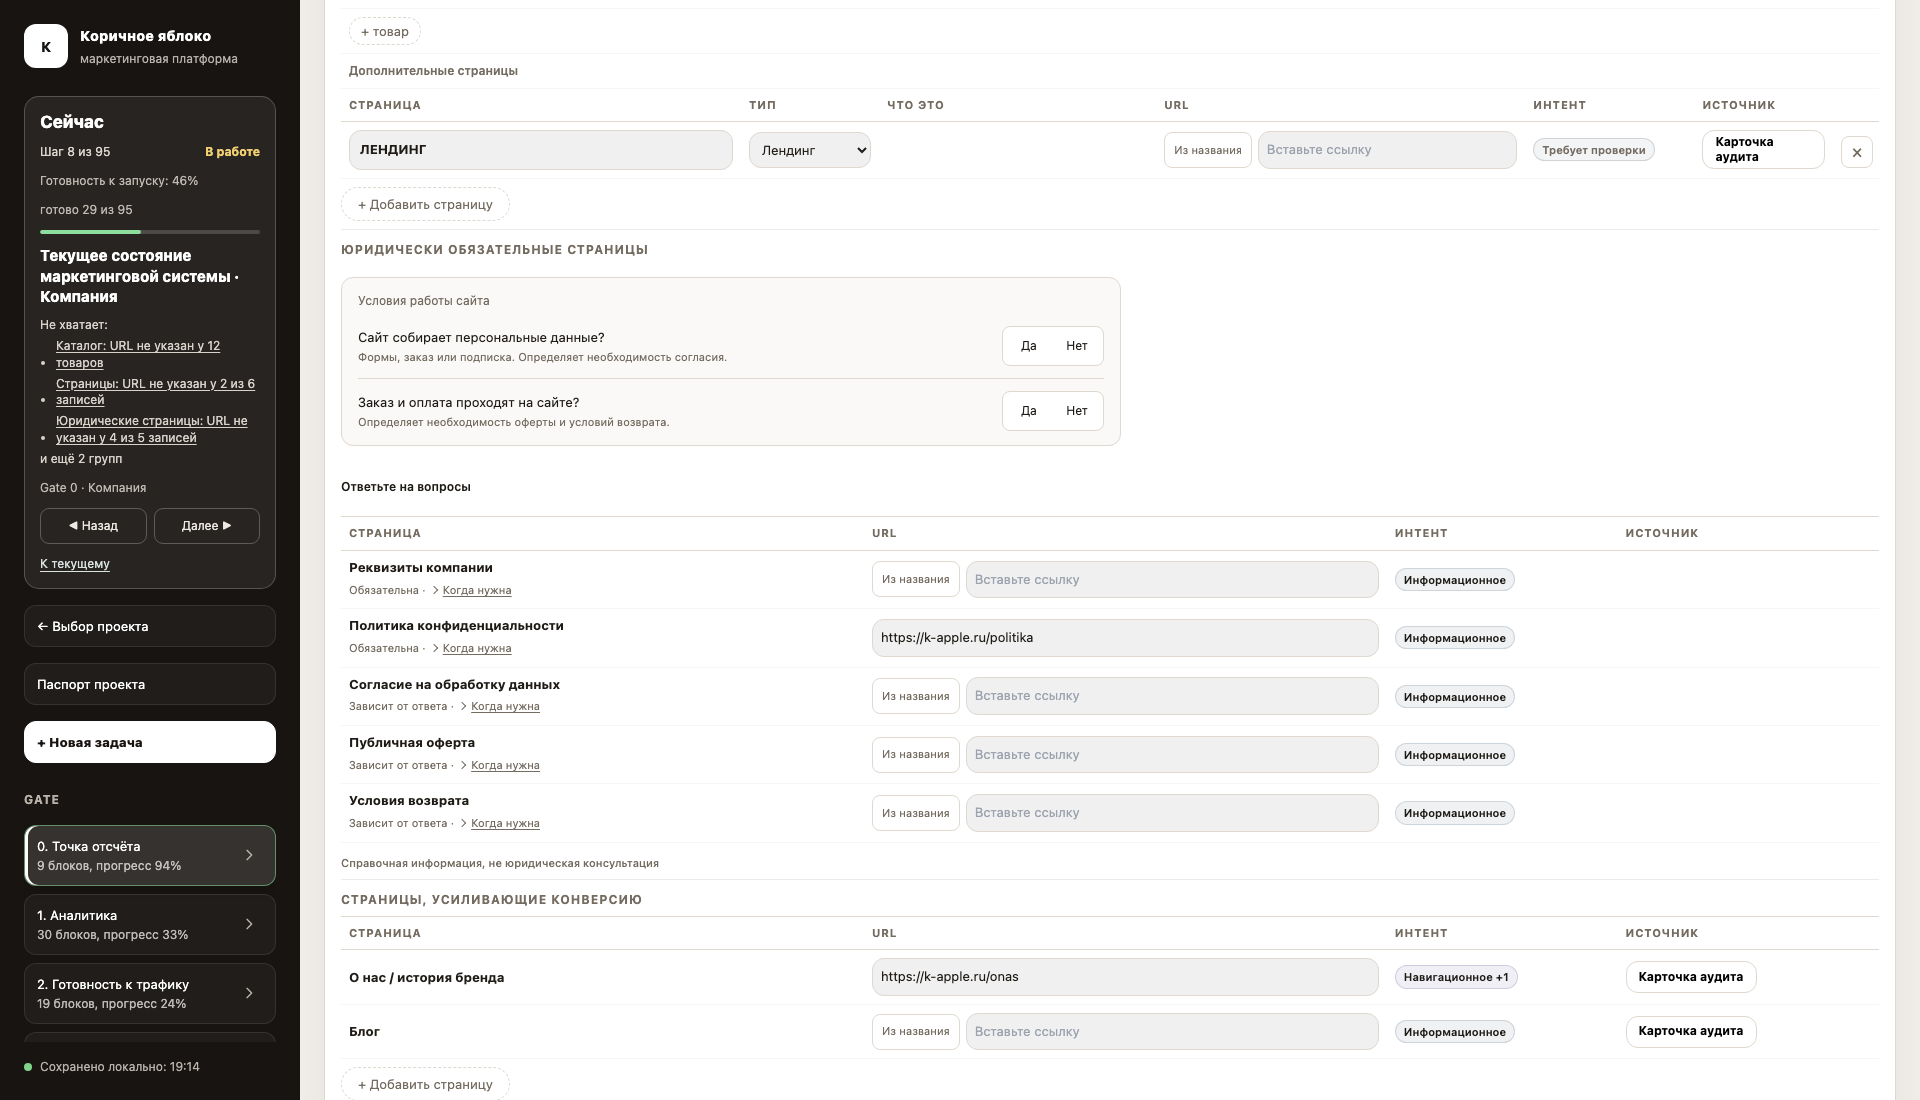 К
Коричное яблоко
маркетинговая платформа
Сейчас
Шаг 8 из 95
В работе
Готовность к запуску: 46%
готово 29 из 95
Текущее состояние
маркетинговой системы ·
Компания
Не хватает:
• Каталог: URL не указан у 12
товаров
• Страницы: URL не указан у 2 из 6
записей
• Юридические страницы: URL не
указан у 4 из 5 записей
и ещё 2 групп
Gate 0 · Компания
◀ Назад
Далее ▶
К текущему
← Выбор проекта
Паспорт проекта
+ Новая задача
GATE
0. Точка отсчёта
9 блоков, прогресс 94%
1. Аналитика
30 блоков, прогресс 33%
2. Готовность к трафику
19 блоков, прогресс 24%
Сохранено локально: 19:14
+ товар
Дополнительные страницы
СТРАНИЦА ТИП ЧТО ЭТО URL ИНТЕНТ ИСТОЧНИК
ЛЕНДИНГ Лендинг Из названия Вставьте ссылку Требует проверки Карточка
аудита ×
+ Добавить страницу
ЮРИДИЧЕСКИ ОБЯЗАТЕЛЬНЫЕ СТРАНИЦЫ
Условия работы сайта
Сайт собирает персональные данные?
Формы, заказ или подписка. Определяет необходимость согласия.
Да Нет
Заказ и оплата проходят на сайте?
Определяет необходимость оферты и условий возврата.
Да Нет
Ответьте на вопросы
СТРАНИЦА URL ИНТЕНТ ИСТОЧНИК
Реквизиты компании
Обязательна · > Когда нужна
Из названия Вставьте ссылку Информационное
Политика конфиденциальности
Обязательна · > Когда нужна
https://k-apple.ru/politika Информационное
Согласие на обработку данных
Зависит от ответа · > Когда нужна
Из названия Вставьте ссылку Информационное
Публичная оферта
Зависит от ответа · > Когда нужна
Из названия Вставьте ссылку Информационное
Условия возврата
Зависит от ответа · > Когда нужна
Из названия Вставьте ссылку Информационное
Справочная информация, не юридическая консультация
СТРАНИЦЫ, УСИЛИВАЮЩИЕ КОНВЕРСИЮ
СТРАНИЦА URL ИНТЕНТ ИСТОЧНИК
О нас / история бренда https://k-apple.ru/onas Навигационное +1 Карточка аудита
Блог Из названия Вставьте ссылку Информационное Карточка аудита
+ Добавить страницу